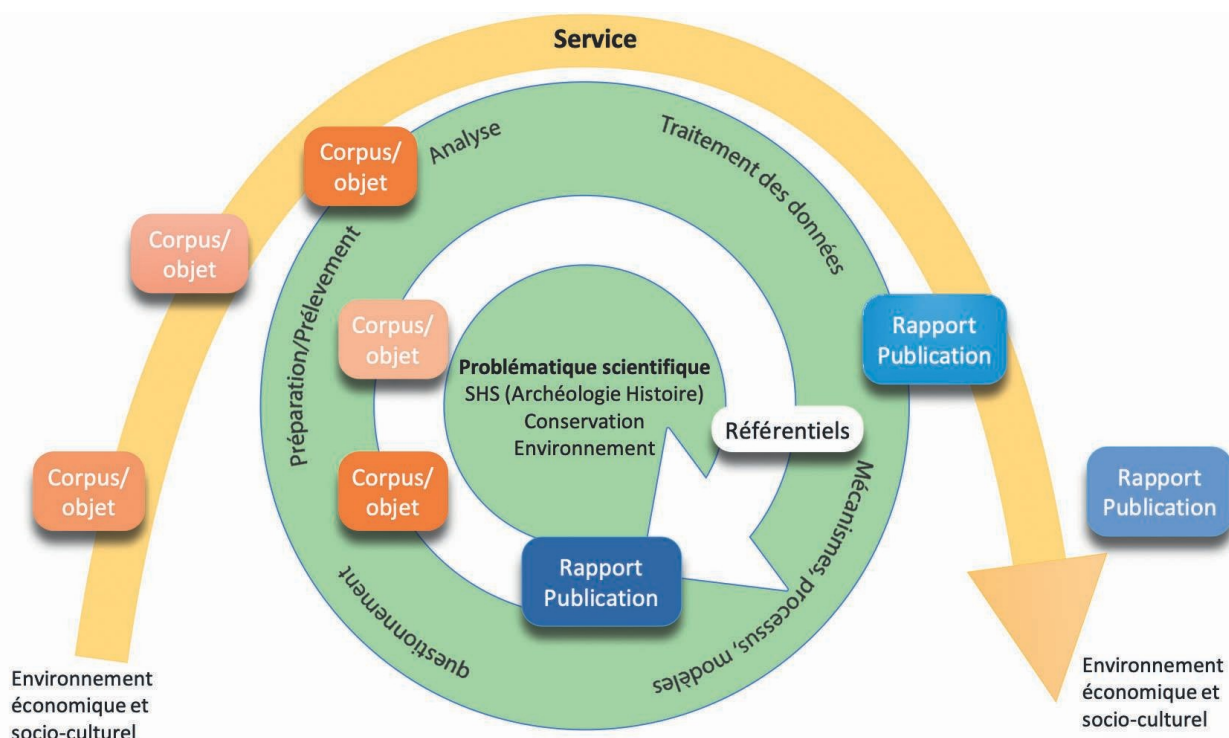 Service
Analyse
Traitement des données
Corpus/
objet
Corpus/
objet
Préparation/Prélevement
Corpus/
objet
Rapport
Publication
Problématique scientifique
SHS (Archéologie Histoire)
Conservation
Environnement
Référentiels
Corpus/
objet
Corpus/
objet
Rapport
Publication
Mécanismes, processus, modèles
Rapport
Publication
questionnement
Environnement
économique et
socio-culturel
Environnement
économique et
socio-culturel